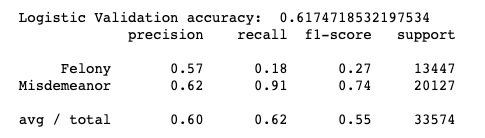 Logistic Validation accuracy:  0.6174718532197534
             precision    recall  f1-score   support

     Felony       0.57      0.18      0.27     13447
Misdemeanor       0.62      0.91      0.74     20127

avg / total       0.60      0.62      0.55     33574